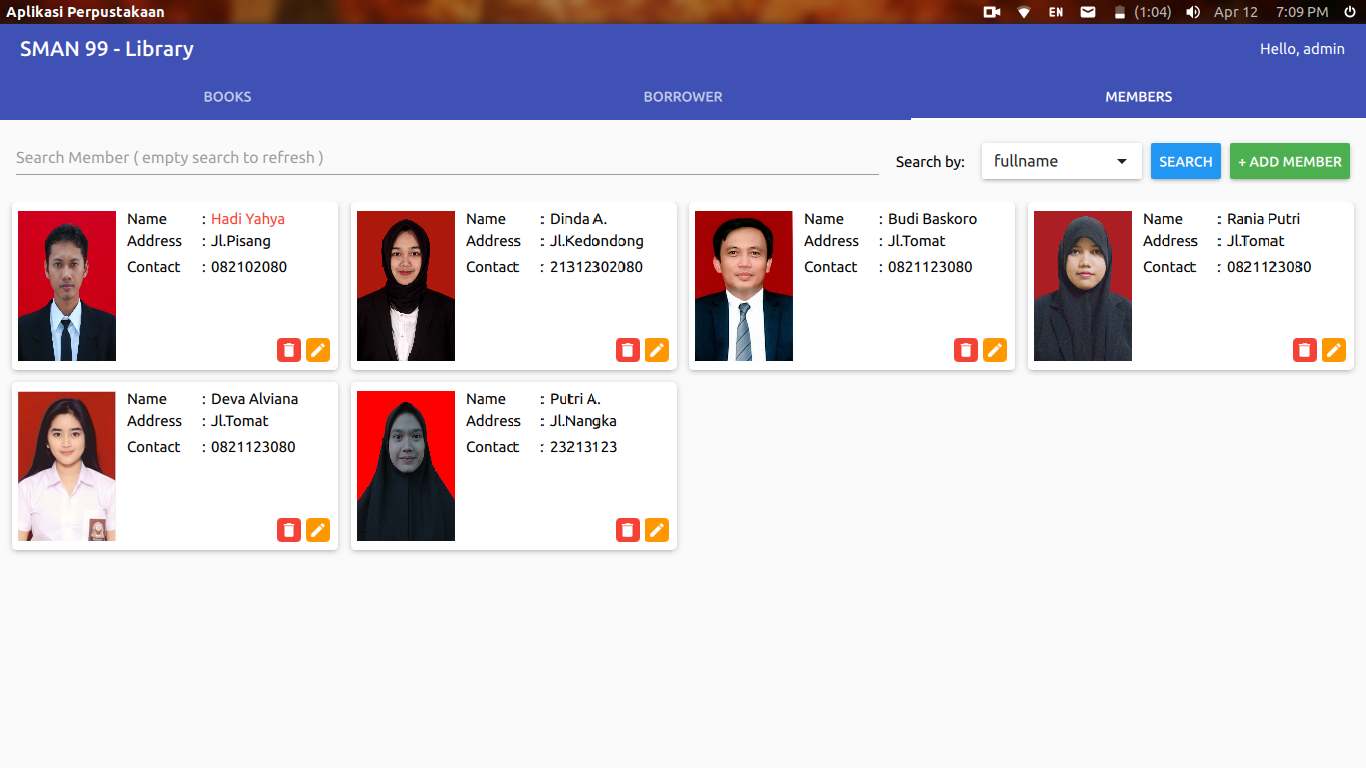 Aplikasi Perpustakaan EN (1:04) Apr 12 7:09 PM
SMAN 99 - Library Hello, admin
BOOKS BORROWER MEMBERS
Search Member ( empty search to refresh ) Search by: fullname SEARCH + ADD MEMBER
Name : Hadi Yahya
Address : Jl.Pisang
Contact : 082102080
Name : Dinda A.
Address : Jl.Kedondong
Contact : 21312302080
Name : Budi Baskoro
Address : Jl.Tomat
Contact : 0821123080
Name : Rania Putri
Address : Jl.Tomat
Contact : 0821123080
Name : Deva Alviana
Address : Jl.Tomat
Contact : 0821123080
Name : Putri A.
Address : Jl.Nangka
Contact : 23213123